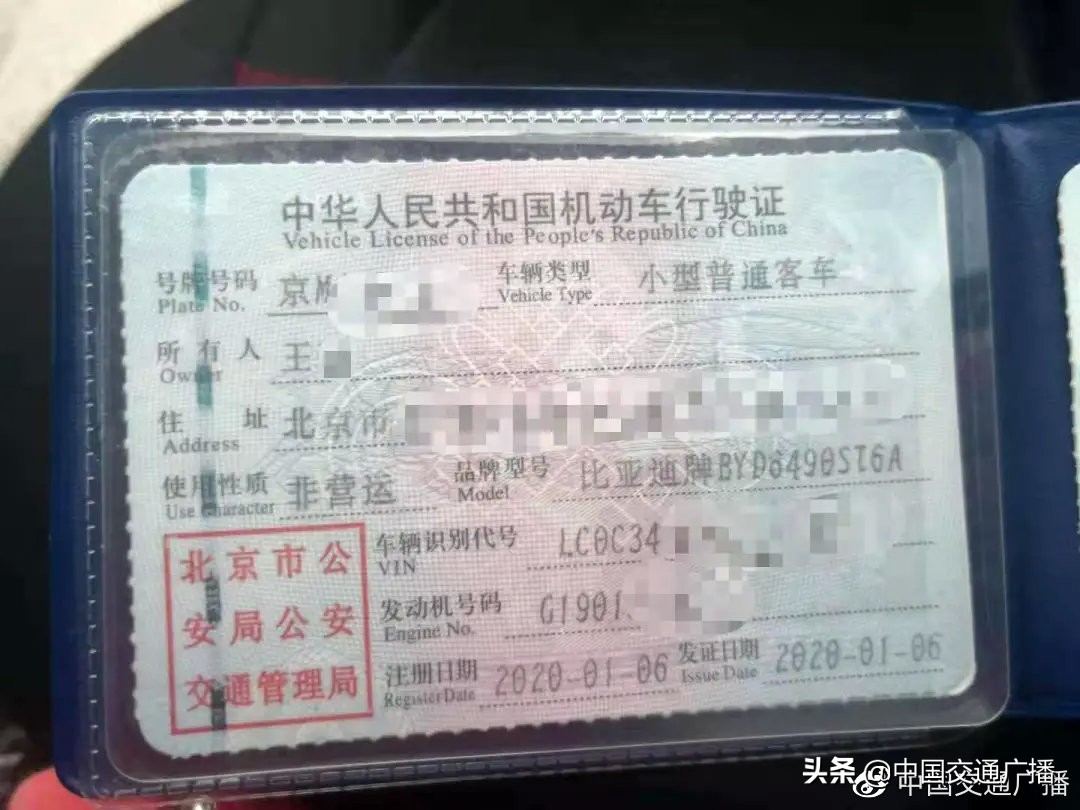 中华人民共和国机动车行驶证
Vehicle License of the People's Republic of China
号牌号码 京 车辆类型 小型普通客车
Plate No. Vehicle Type
所有人 王
Owner
住址 北京市
Address
使用性质 非营运 品牌型号 比亚迪牌BYD6490ST6A
Use Character Model
车辆识别代号 LC0C34
VIN
发动机号码 G1901
Engine No.
注册日期 2020-01-06 发证日期 2020-01-06
Register Date Issue Date
北京市公
安局公安
交通管理局
头条 @中国交通广播
中国交通广播